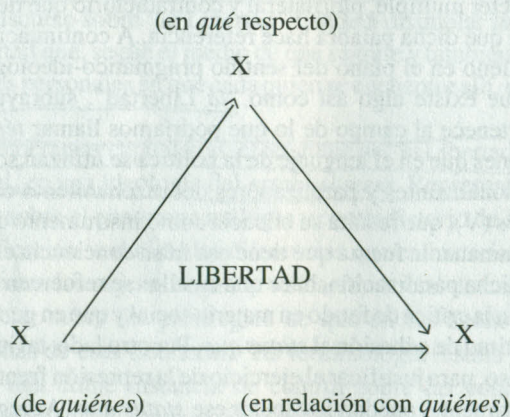 (en qué respecto)
X
LIBERTAD
X X
(de quiénes) (en relación con quiénes)